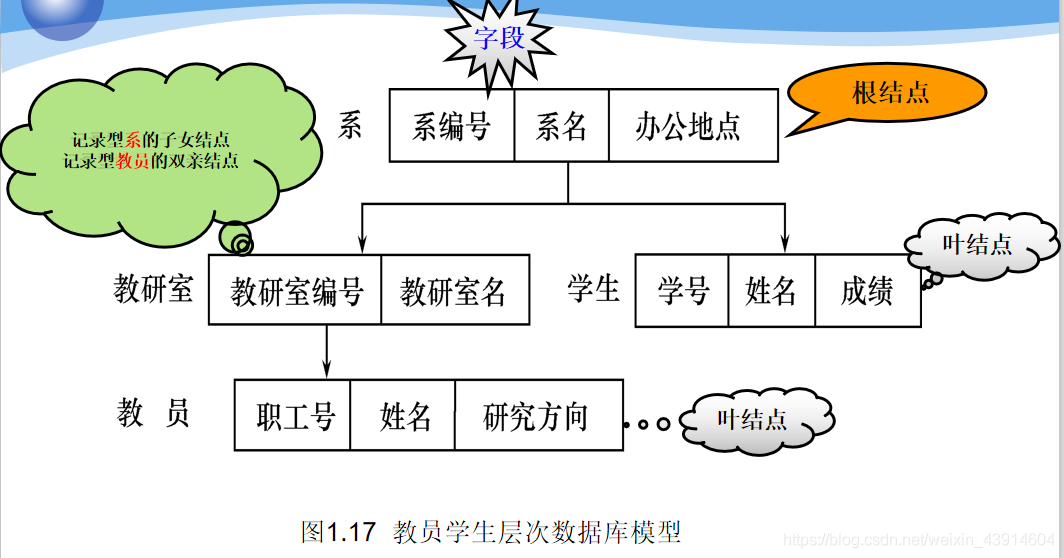 字段
系 系编号 系名 办公地点
根结点
记录型系的子女结点
记录型教员的双亲结点
教研室 教研室编号 教研室名
学生 学号 姓名 成绩
叶结点
教 员 职工号 姓名 研究方向
叶结点
图1.17 教员学生层次数据库模型
https://blog.csdn.net/weixin_43914604